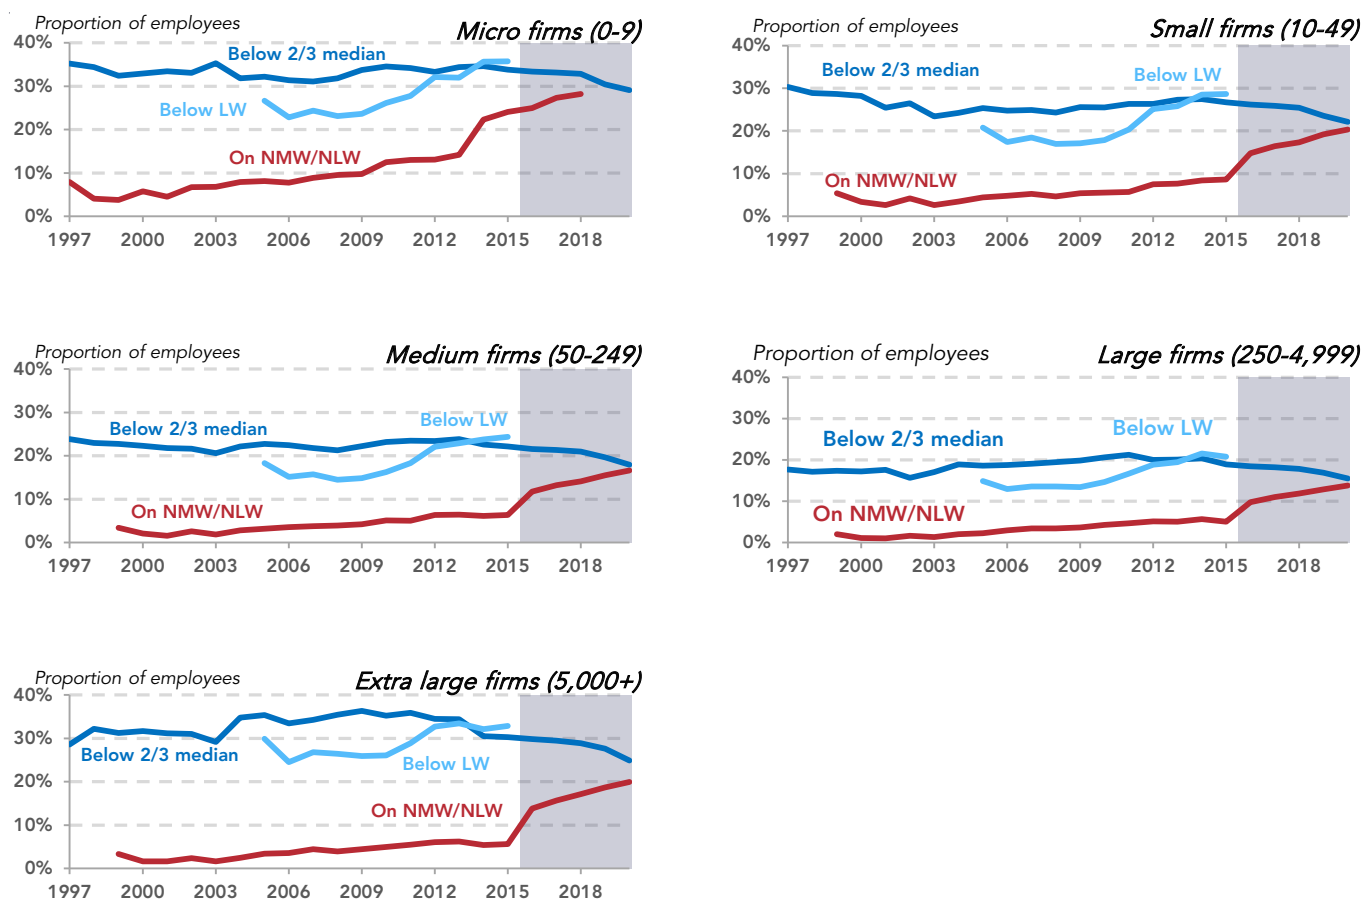 Proportion of employees
Micro firms (0-9)
40%
30%
20%
10%
0%
Below 2/3 median
Below LW
On NMW/NLW
1997 2000 2003 2006 2009 2012 2015 2018
Proportion of employees
Small firms (10-49)
40%
30%
20%
10%
0%
Below 2/3 median
Below LW
On NMW/NLW
1997 2000 2003 2006 2009 2012 2015 2018
Proportion of employees
Medium firms (50-249)
40%
30%
20%
10%
0%
Below 2/3 median
Below LW
On NMW/NLW
1997 2000 2003 2006 2009 2012 2015 2018
Proportion of employees
Large firms (250-4,999)
40%
30%
20%
10%
0%
Below 2/3 median
Below LW
On NMW/NLW
1997 2000 2003 2006 2009 2012 2015 2018
Proportion of employees
Extra large firms (5,000+)
40%
30%
20%
10%
0%
Below 2/3 median
Below LW
On NMW/NLW
1997 2000 2003 2006 2009 2012 2015 2018